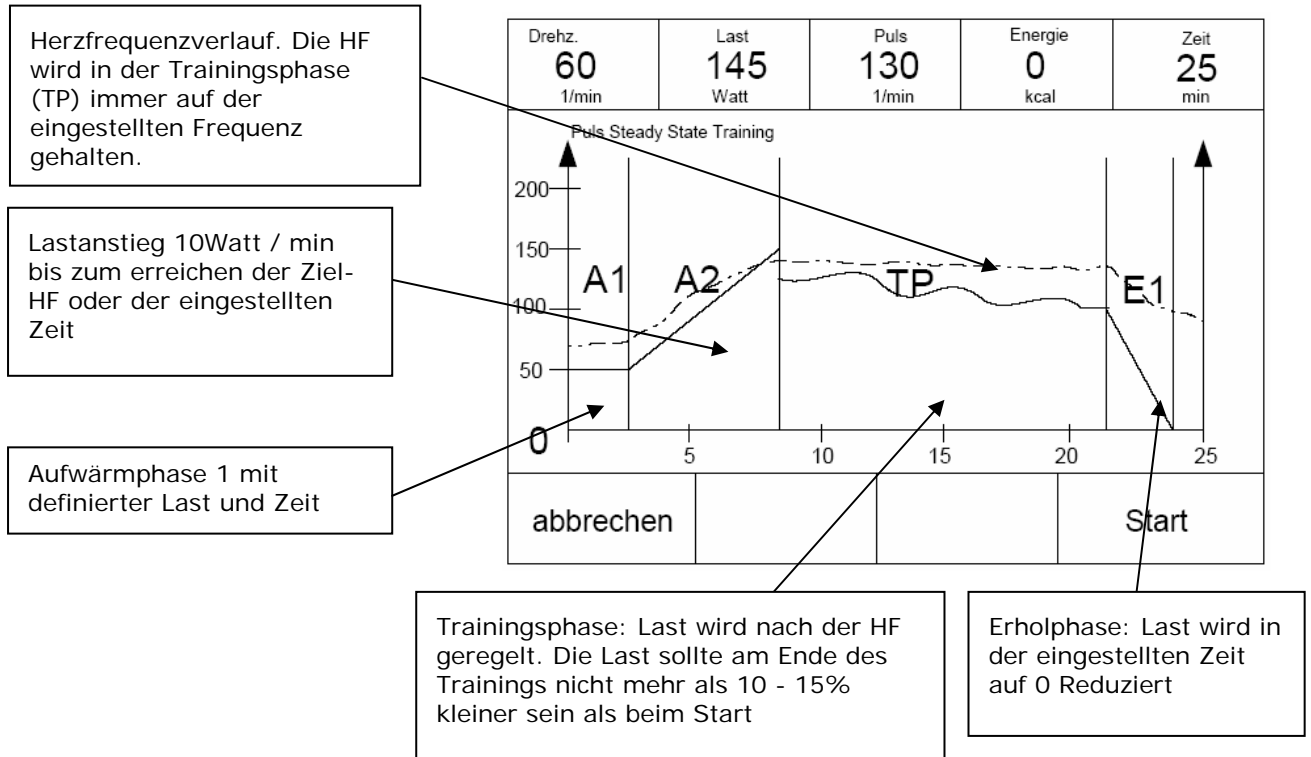 Herzfrequenzverlauf. Die HF
wird in der Trainingsphase
(TP) immer auf der
eingestellten Frequenz
gehalten.
Lastanstieg 10Watt / min
bis zum erreichen der Ziel-
HF oder der eingestellten
Zeit
Aufwärmphase 1 mit
definierter Last und Zeit
Drehz. Last Puls Energie Zeit
60 145 130 0 25
1/min Watt 1/min kcal min
Puls Steady State Training
200
150
A1 A2 TP E1
100
50
0
5 10 15 20 25
abbrechen Start
Trainingsphase: Last wird nach der HF
geregelt. Die Last sollte am Ende des
Trainings nicht mehr als 10 - 15%
kleiner sein als beim Start
Erholphase: Last wird in
der eingestellten Zeit
auf 0 Reduziert